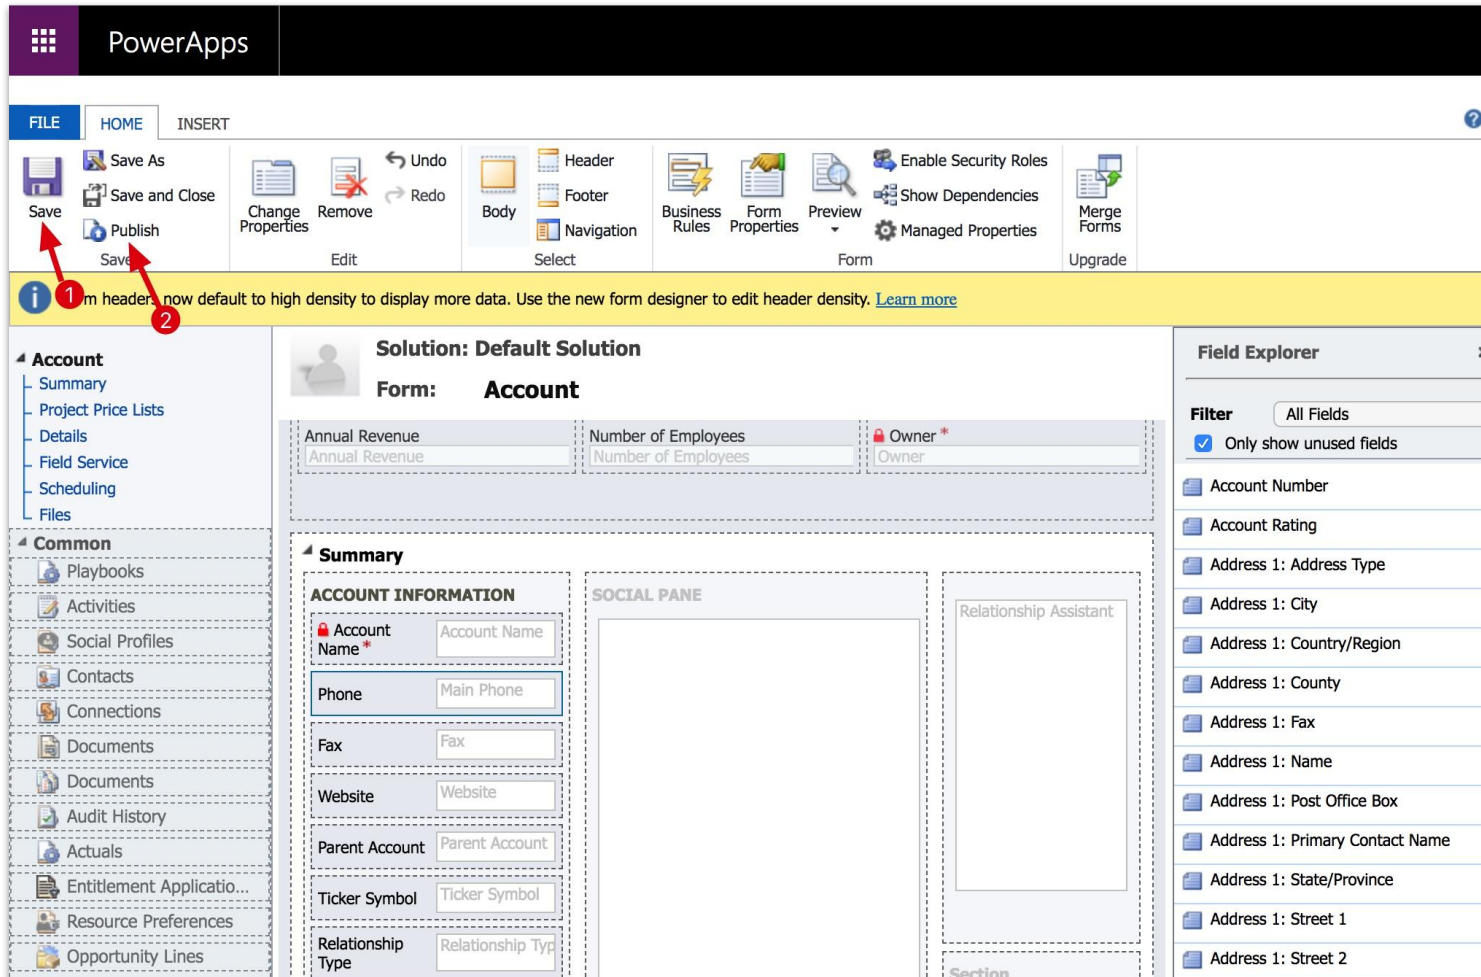 PowerApps
FILE
HOME
INSERT
Save
Save As
Save and Close
Publish
Save
Change
Properties
Remove
Undo
Redo
Edit
Body
Header
Footer
Navigation
Select
Business
Rules
Form
Properties
Preview
Enable Security Roles
Show Dependencies
Managed Properties
Form
Merge
Forms
Upgrade
1
2
m headers now default to high density to display more data. Use the new form designer to edit header density. Learn more
Account
Summary
Project Price Lists
Details
Field Service
Scheduling
Files
Common
Playbooks
Activities
Social Profiles
Contacts
Connections
Documents
Documents
Audit History
Actuals
Entitlement Applicatio...
Resource Preferences
Opportunity Lines
Solution: Default Solution
Form: Account
Annual Revenue
Annual Revenue
Number of Employees
Number of Employees
Owner *
Owner
Summary
ACCOUNT INFORMATION
Account
Name *
Account Name
Phone
Main Phone
Fax
Fax
Website
Website
Parent Account
Parent Account
Ticker Symbol
Ticker Symbol
Relationship
Type
Relationship Typ
SOCIAL PANE
Relationship Assistant
Section
Field Explorer
Filter
All Fields
Only show unused fields
Account Number
Account Rating
Address 1: Address Type
Address 1: City
Address 1: Country/Region
Address 1: County
Address 1: Fax
Address 1: Name
Address 1: Post Office Box
Address 1: Primary Contact Name
Address 1: State/Province
Address 1: Street 1
Address 1: Street 2